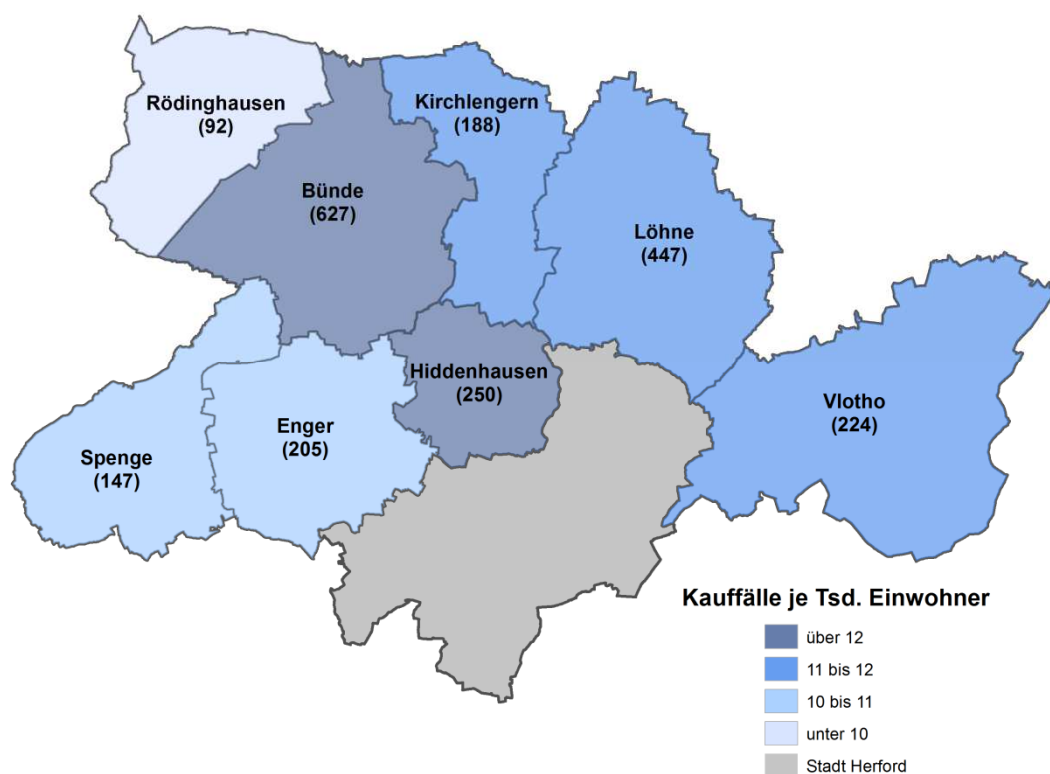 Rödinghausen
(92)
Kirchlengern
(188)
Bünde
(627)
Löhne
(447)
Hiddenhausen
(250)
Vlotho
(224)
Enger
(205)
Spenge
(147)
Kauffälle je Tsd. Einwohner
über 12
11 bis 12
10 bis 11
unter 10
Stadt Herford